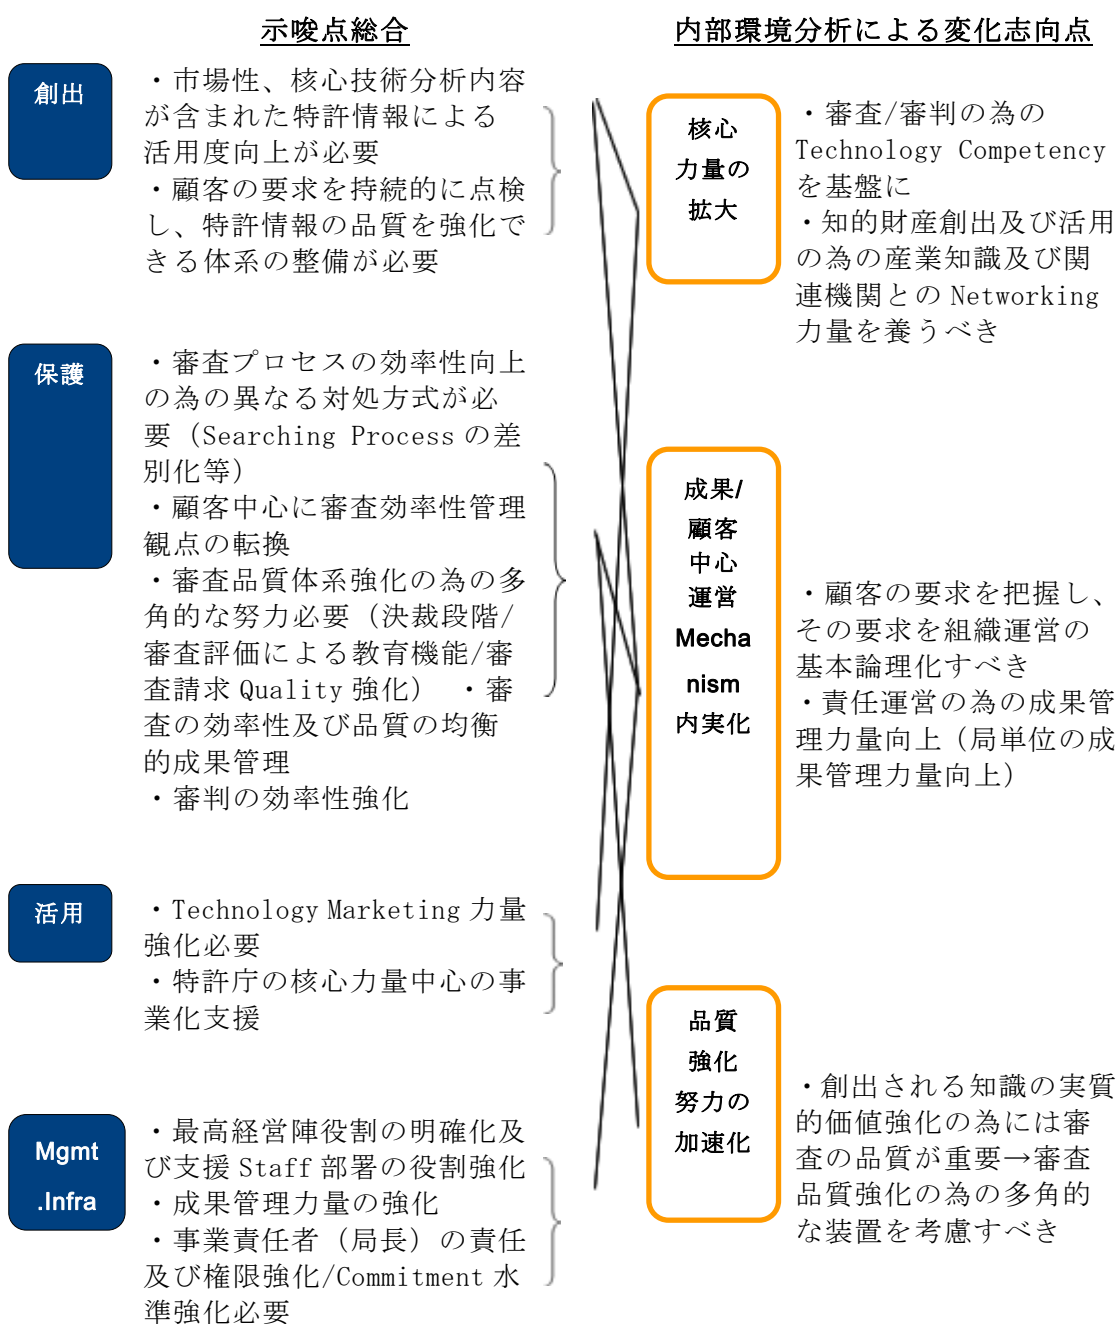 示唆点総合
創出
・市場性、核心技術分析内容
が含まれた特許情報による
活用度向上が必要
・顧客の要求を持続的に点検
し、特許情報の品質を強化で
きる体系の整備が必要
保護
・審査プロセスの効率性向上
の為の異なる対処方式が必
要（Searching Process の差
別化等）
・顧客中心に審査効率性管理
観点の転換
・審査品質体系強化の為の多
角的な努力必要（決裁段階/
審査評価による教育機能/審
査請求 Quality 強化） ・審
査の効率性及び品質の均衡
的成果管理
・審判の効率性強化
活用
・Technology Marketing 力量
強化必要
・特許庁の核心力量中心の事
業化支援
Mgmt
.Infra
・最高経営陣役割の明確化及
び支援 Staff 部署の役割強化
・成果管理力量の強化
・事業責任者（局長）の責任
及び権限強化/Commitment 水
準強化必要
内部環境分析による変化志向点
核心
力量の
拡大
・審査/審判の為の
Technology Competency
を基盤に
・知的財産創出及び活用
の為の産業知識及び関
連機関との Networking
力量を養うべき
成果/
顧客
中心
運営
Mecha
nism
内実化
・顧客の要求を把握し、
その要求を組織運営の
基本論理化すべき
・責任運営の為の成果管
理力量向上（局単位の成
果管理力量向上）
品質
強化
努力の
加速化
・創出される知識の実質
的価値強化の為には審
査の品質が重要→審査
品質強化の為の多角的
な装置を考慮すべき